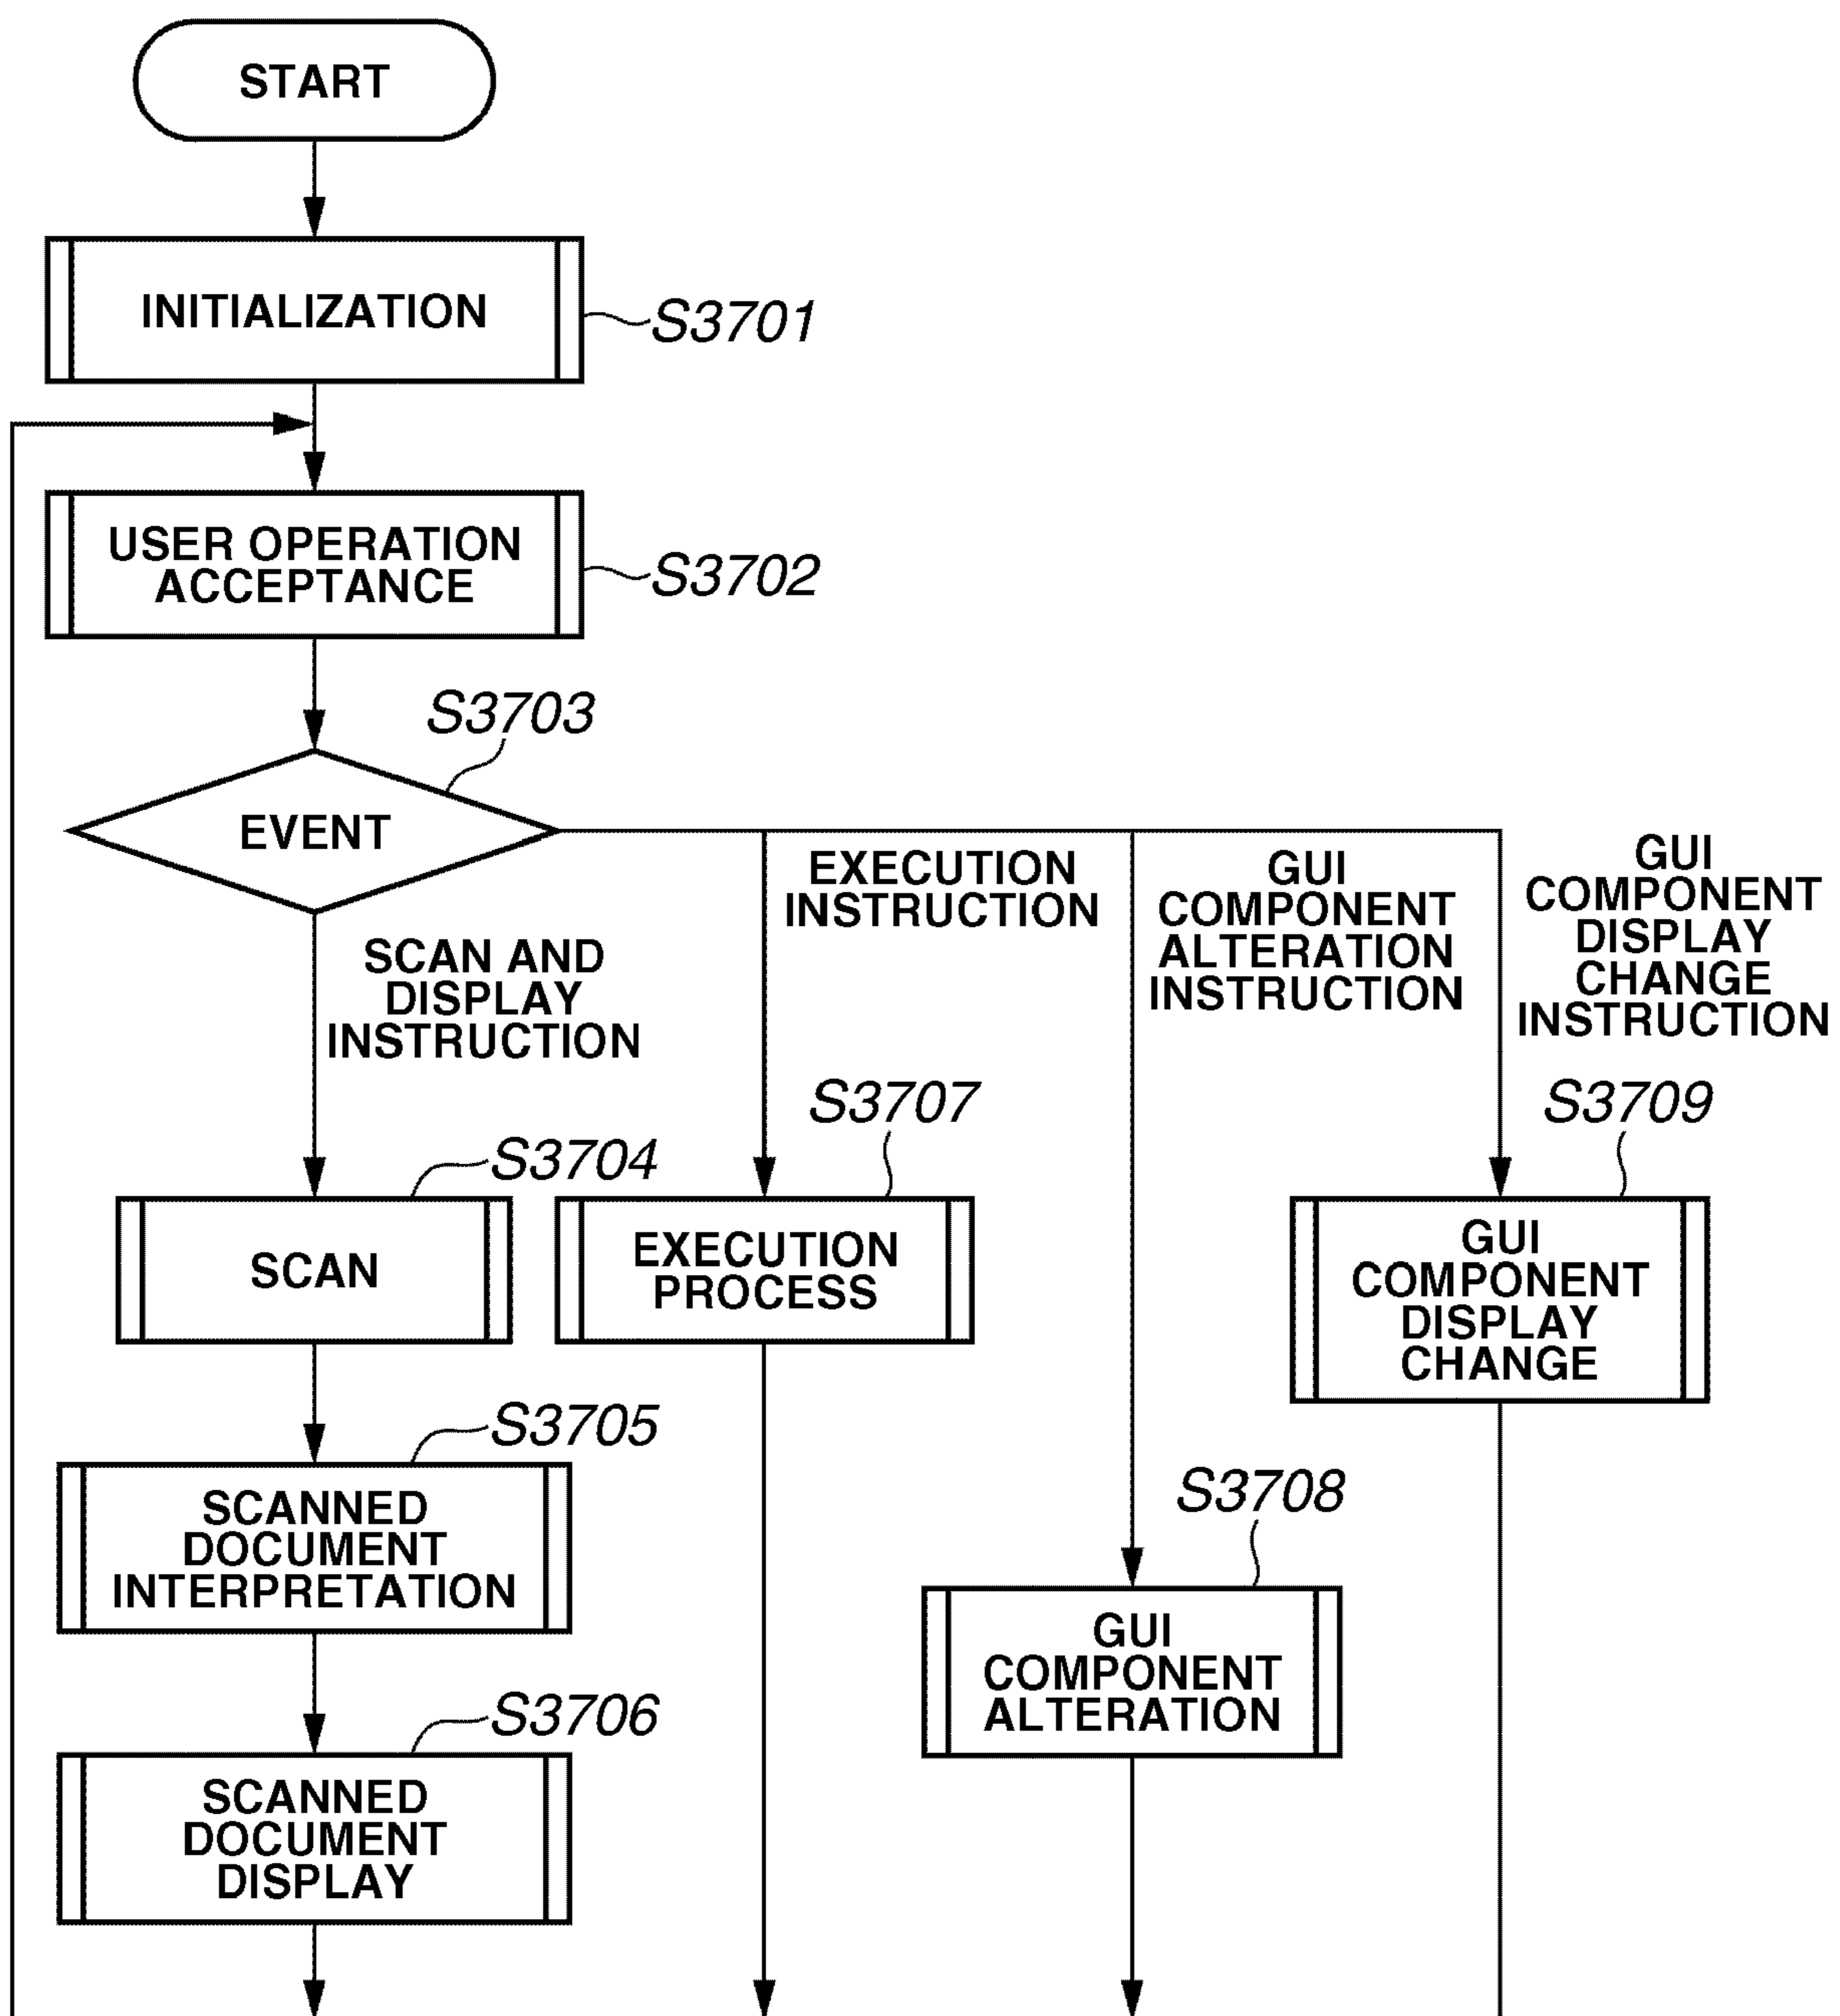 START
INITIALIZATION
S3701
USER OPERATION
ACCEPTANCE
S3702
S3703
EVENT
EXECUTION
INSTRUCTION
GUI
COMPONENT
ALTERATION
INSTRUCTION
GUI
COMPONENT
DISPLAY
CHANGE
INSTRUCTION
SCAN AND
DISPLAY
INSTRUCTION
S3704
SCAN
S3707
EXECUTION
PROCESS
S3709
GUI
COMPONENT
DISPLAY
CHANGE
S3705
SCANNED
DOCUMENT
INTERPRETATION
S3708
GUI
COMPONENT
ALTERATION
S3706
SCANNED
DOCUMENT
DISPLAY